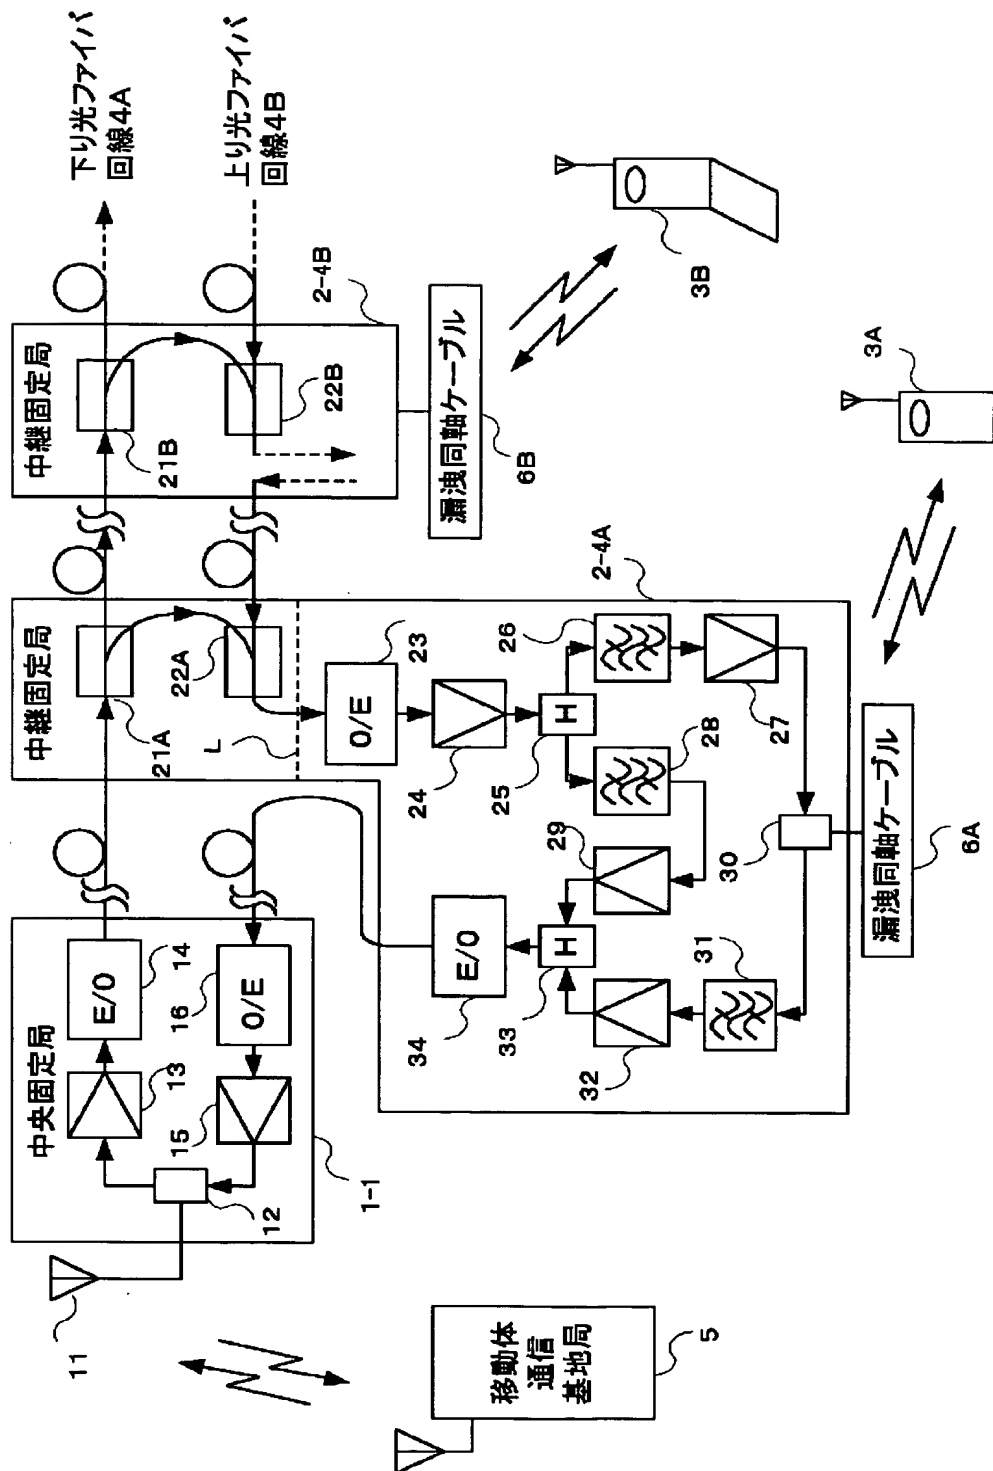 中央固定局
中継固定局
中継固定局
下り光ファイバ
回線4A
上り光ファイバ
回線4B
11
12
13
E/O
14
15
O/E
16
1-1
21A
22A
L
21B
22B
2-4B
O/E
23
24
H
25
26
27
28
29
30
31
32
H
33
E/O
34
2-4A
漏洩同軸ケーブル
6A
漏洩同軸ケーブル
6B
3A
3B
移動体
通信
基地局
5